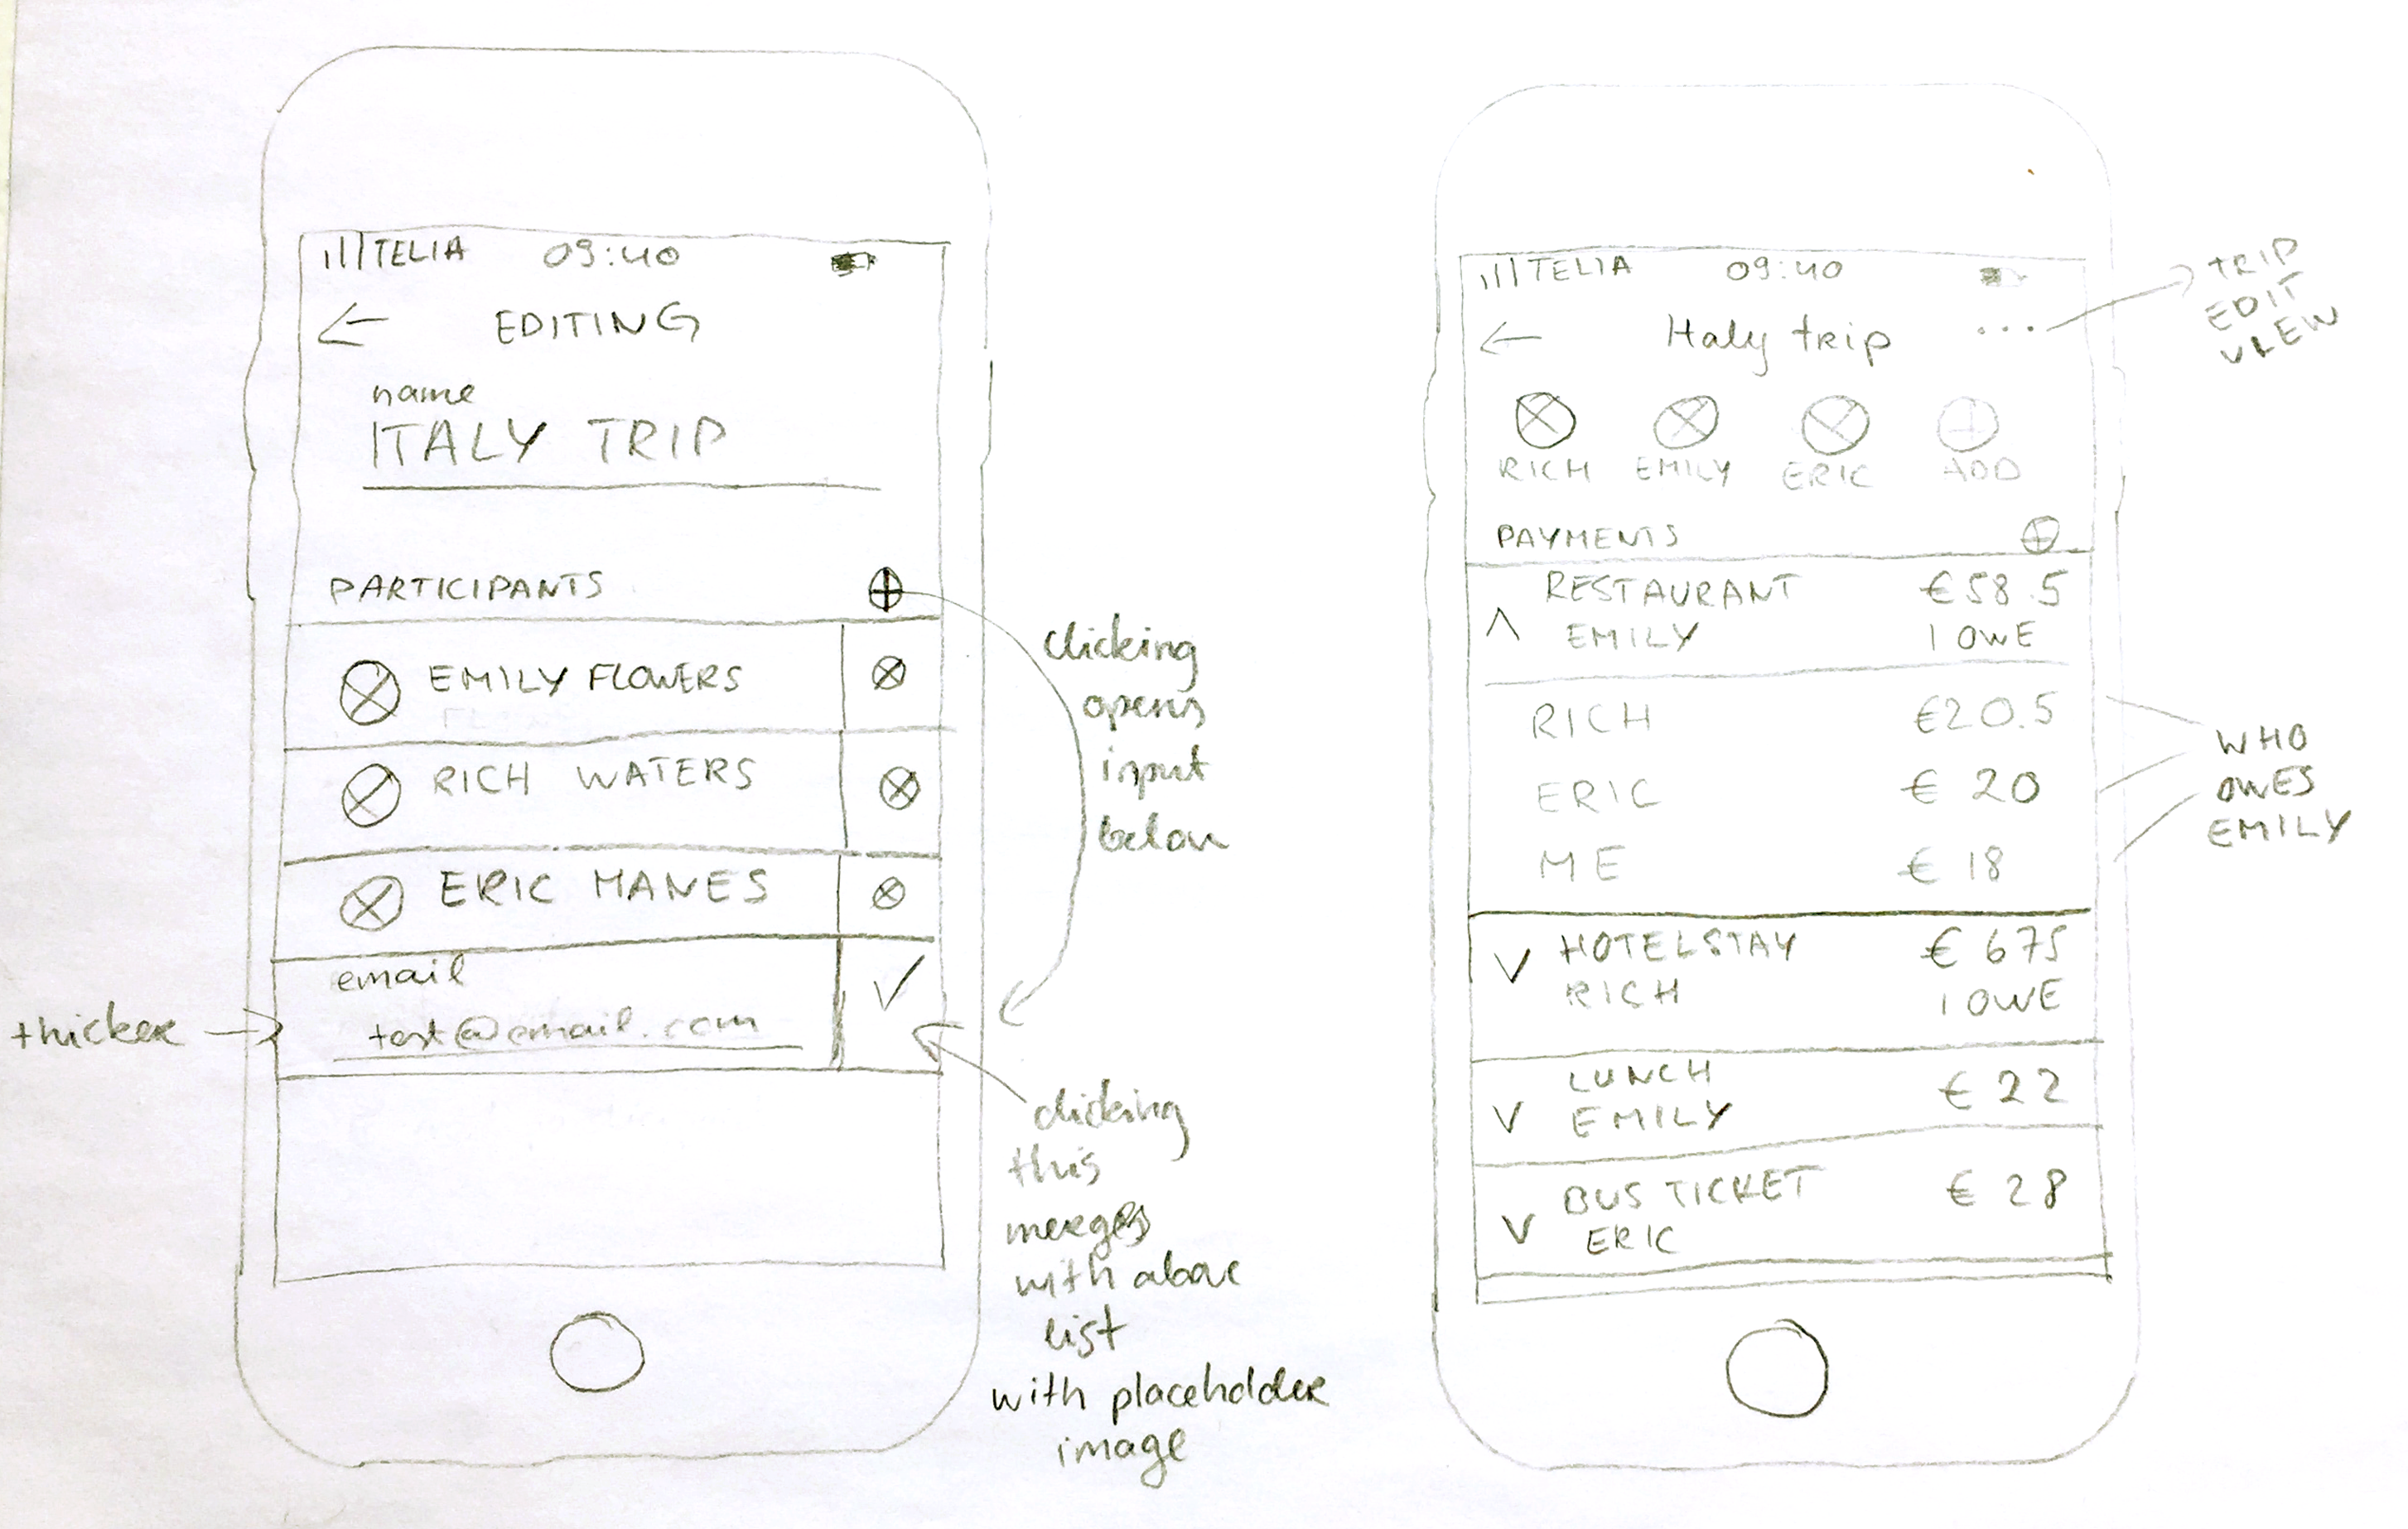 TELIA 09:40
EDITING
name
ITALY TRIP
PARTICIPANTS
EMILY FLOWERS
RICH WATERS
ERIC MANES
email
test@email.com
thicker
clicking
opens
input
below
clicking
this
merges
with above
list
with placeholder
image
TELIA 09:40
Italy trip ...
TRIP
EDIT
VIEW
RICH EMILY ERIC ADD
PAYMENTS
RESTAURANT €58.5
EMILY I OWE
RICH €20.5
ERIC € 20
ME € 18
WHO
OWES
EMILY
HOTELSTAY € 675
RICH I OWE
LUNCH € 22
EMILY
BUS TICKET € 28
ERIC